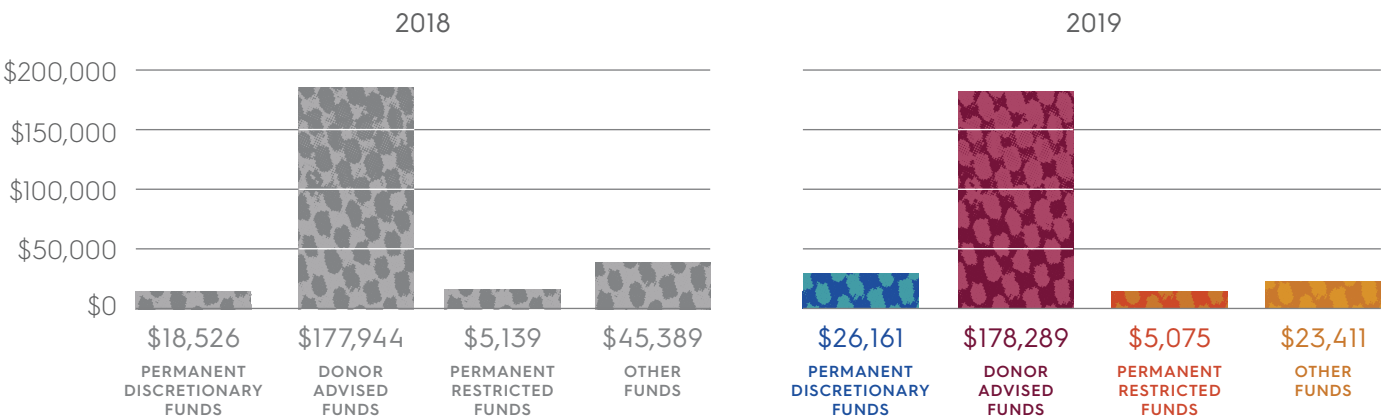 2018
2019
$200,000
$150,000
$100,000
$50,000
$0
$18,526
$177,944
$5,139
$45,389
PERMANENT
DISCRETIONARY
FUNDS
DONOR
ADVISED
FUNDS
PERMANENT
RESTRICTED
FUNDS
OTHER
FUNDS
$26,161
$178,289
$5,075
$23,411
PERMANENT
DISCRETIONARY
FUNDS
DONOR
ADVISED
FUNDS
PERMANENT
RESTRICTED
FUNDS
OTHER
FUNDS